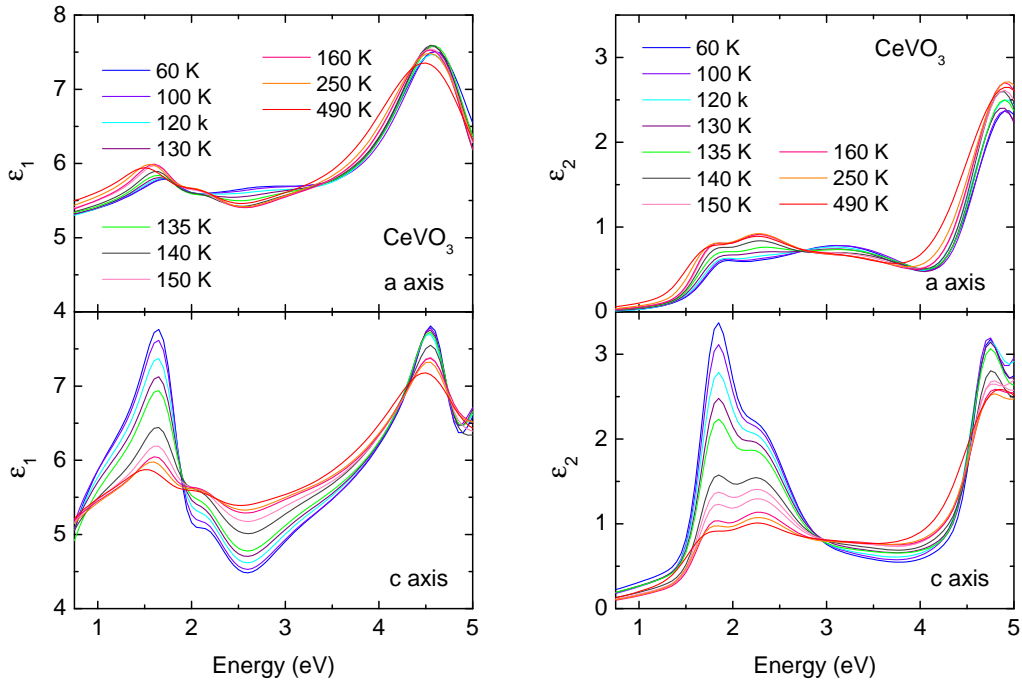 8
7
6
5
4
ε1
60 K
100 K
120 k
130 K
160 K
250 K
490 K
135 K
140 K
150 K
CeVO3
a axis
7
6
5
4
ε1
c axis
1 2 3 4 5
Energy (eV)
3
2
1
0
ε2
60 K
100 K
120 K
130 K
135 K
140 K
150 K
160 K
250 K
490 K
CeVO3
a axis
3
2
1
0
ε2
c axis
1 2 3 4 5
Energy (eV)